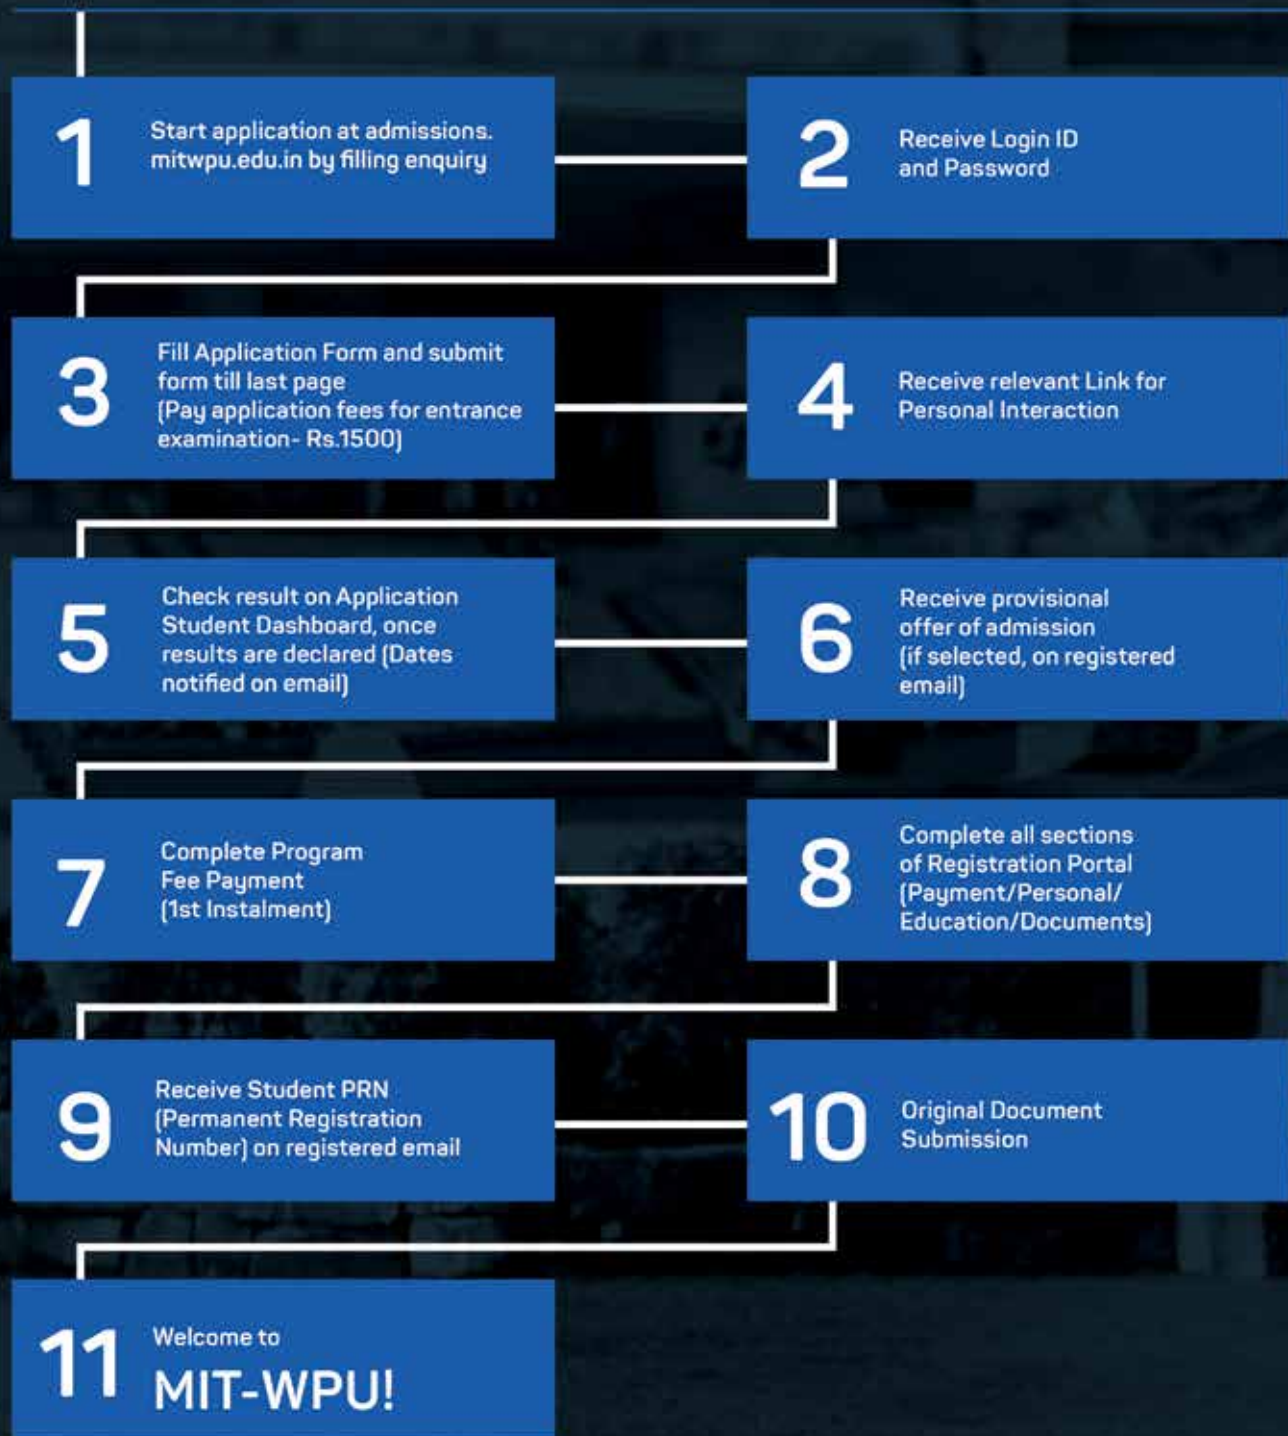 1
Start application at admissions.
mitwpu.edu.in by filling enquiry
2
Receive Login ID
and Password
3
Fill Application Form and submit
form till last page
(Pay application fees for entrance
examination- Rs.1500)
4
Receive relevant Link for
Personal Interaction
5
Check result on Application
Student Dashboard, once
results are declared (Dates
notified on email)
6
Receive provisional
offer of admission
(if selected, on registered
email)
7
Complete Program
Fee Payment
(1st Instalment)
8
Complete all sections
of Registration Portal
(Payment/Personal/
Education/Documents)
9
Receive Student PRN
(Permanent Registration
Number) on registered email
10
Original Document
Submission
11
Welcome to
MIT-WPU!